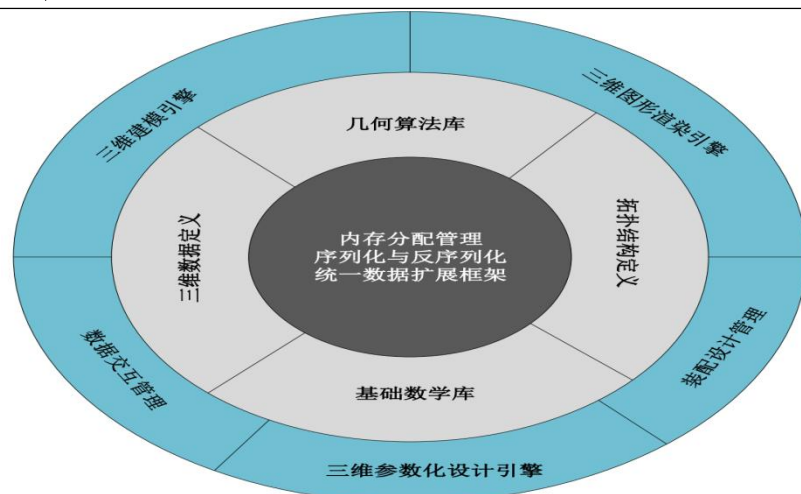 三维建模引擎
三维图形渲染引擎
几何算法库
三维数据定义
拓扑结构定义
内存分配管理
序列化与反序列化
统一数据扩展框架
数据交互管理
装配设计管理
基础数学库
三维参数化设计引擎